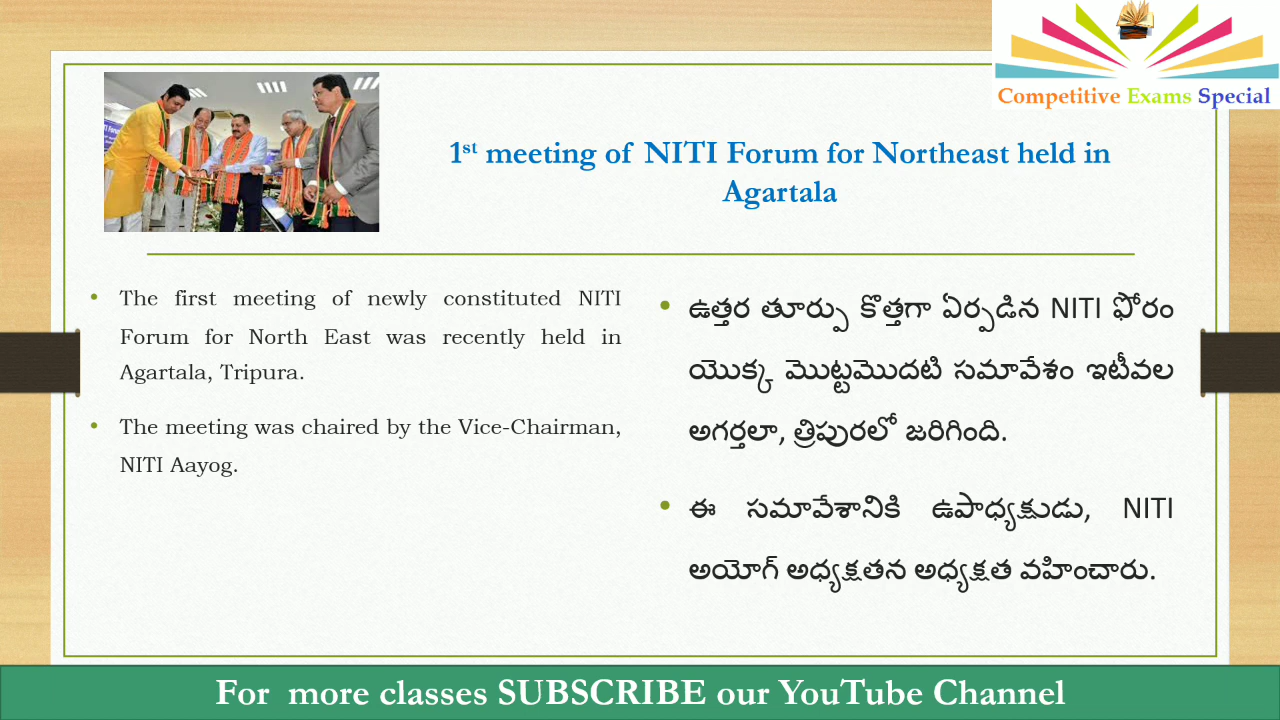 Competitive Exams Special
1st meeting of NITI Forum for Northeast held in
Agartala
• The first meeting of newly constituted NITI
Forum for North East was recently held in
Agartala, Tripura.
• The meeting was chaired by the Vice-Chairman,
NITI Aayog.
• ఉత్తర తూర్పు కొత్తగా ఏర్పడిన NITI ఫోరం
యొక్క మొట్టమొదటి సమావేశం ఇటీవల
అగర్తలా, త్రిపురలో జరిగింది.
• ఈ సమావేశానికి ఉపాధ్యక్షుడు, NITI
అయోగ్ అధ్యక్షతన అధ్యక్షత వహించారు.
For more classes SUBSCRIBE our YouTube Channel